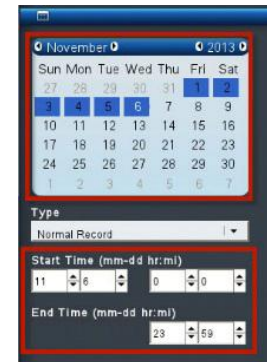 November 2013
Sun Mon Tue Wed Thu Fri Sat
27 28 29 30 31 1 2
3 4 5 6 7 8 9
10 11 12 13 14 15 16
17 18 19 20 21 22 23
24 25 26 27 28 29 30
1 2 3 4 5 6 7
Type
Normal Record
Start Time (mm-dd hr:mi)
11 6 0 0
End Time (mm-dd hr:mi)
23 59